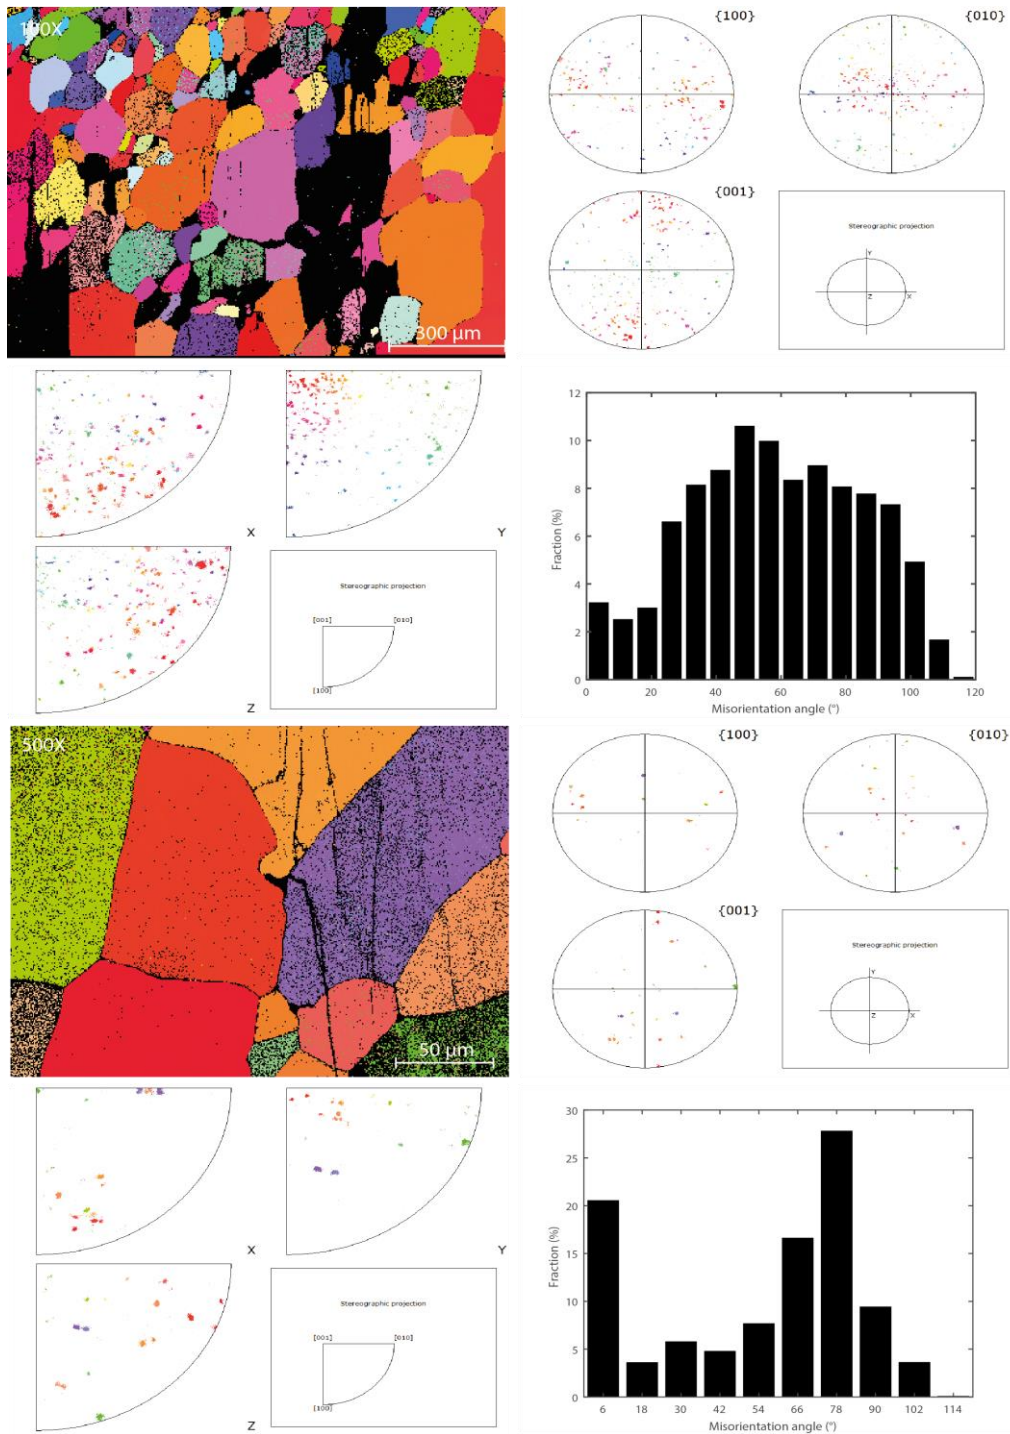 100X
300 µm
{100}
{010}
{001}
Stereographic projection
Y
Z
X
X
Y
Z
Stereographic projection
[001]
[010]
[100]
12
10
8
6
4
2
0
Fraction (%)
0
20
40
60
80
100
120
Misorientation angle (°)
500X
50 µm
{100}
{010}
{001}
Stereographic projection
Y
Z
X
X
Y
Z
Stereographic projection
[001]
[010]
[100]
30
25
20
15
10
5
0
Fraction (%)
6
18
30
42
54
66
78
90
102
114
Misorientation angle (°)